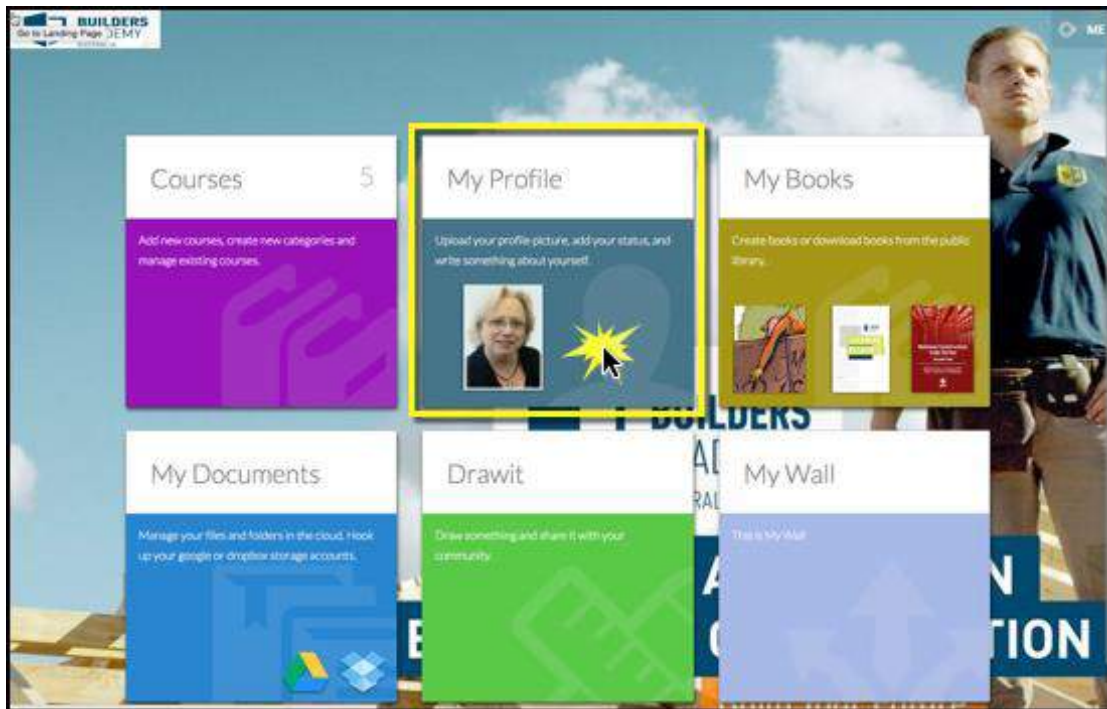 BUILDERS
Go to Landing Page DEMY
ME
Courses 5
Add new courses, create new categories and
manage existing courses.
My Profile
Upload your profile picture, add your status, and
write something about yourself.
My Books
Create books or download books from the public
library.
BUILDERS
My Documents
Manage your files and folders in the cloud. Hook
up your google or dropbox storage accounts.
Drawit
Draw something and share it with your
community.
My Wall
This is My Wall
AD
RAL
A
N
E
C
TION